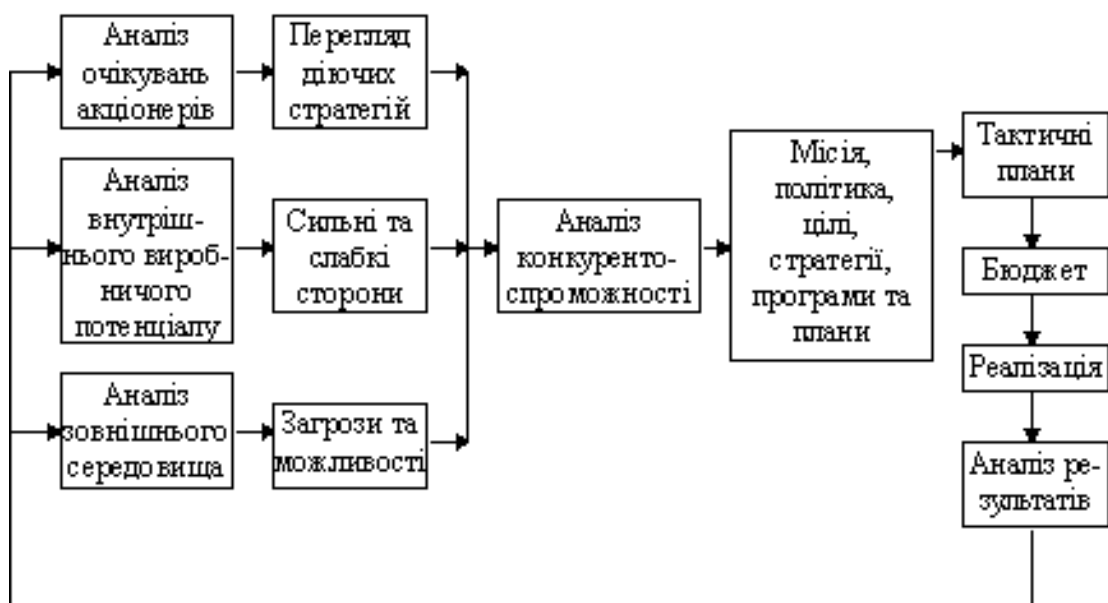 Аналіз
очікувань
акціонерів
Перегляд
діючих
стратегій
Аналіз
внутріш-
нього вироб-
ничого
потенціалу
Сильні та
слабкі
сторони
Аналіз
зовнішнього
середовища
Загрози та
можливості
Аналіз
конкуренто-
спроможності
Місія,
політика,
цілі,
стратегії,
програми та
плани
Тактичні
плани
Бюджет
Реалізація
Аналіз ре-
зультатів